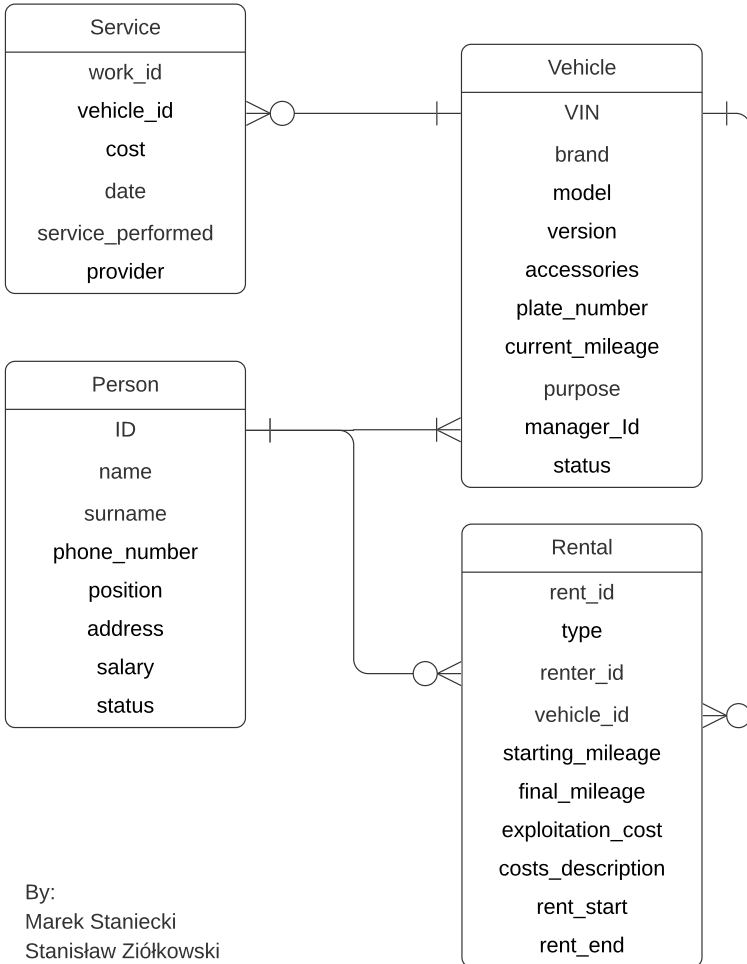 Service
work_id
vehicle_id
cost
date
service_performed
provider
Vehicle
VIN
brand
model
version
accessories
plate_number
current_mileage
purpose
manager_Id
status
Person
ID
name
surname
phone_number
position
address
salary
status
Rental
rent_id
type
renter_id
vehicle_id
starting_mileage
final_mileage
exploitation_cost
costs_description
rent_start
rent_end
By:
Marek Staniecki
Stanisław Ziółkowski